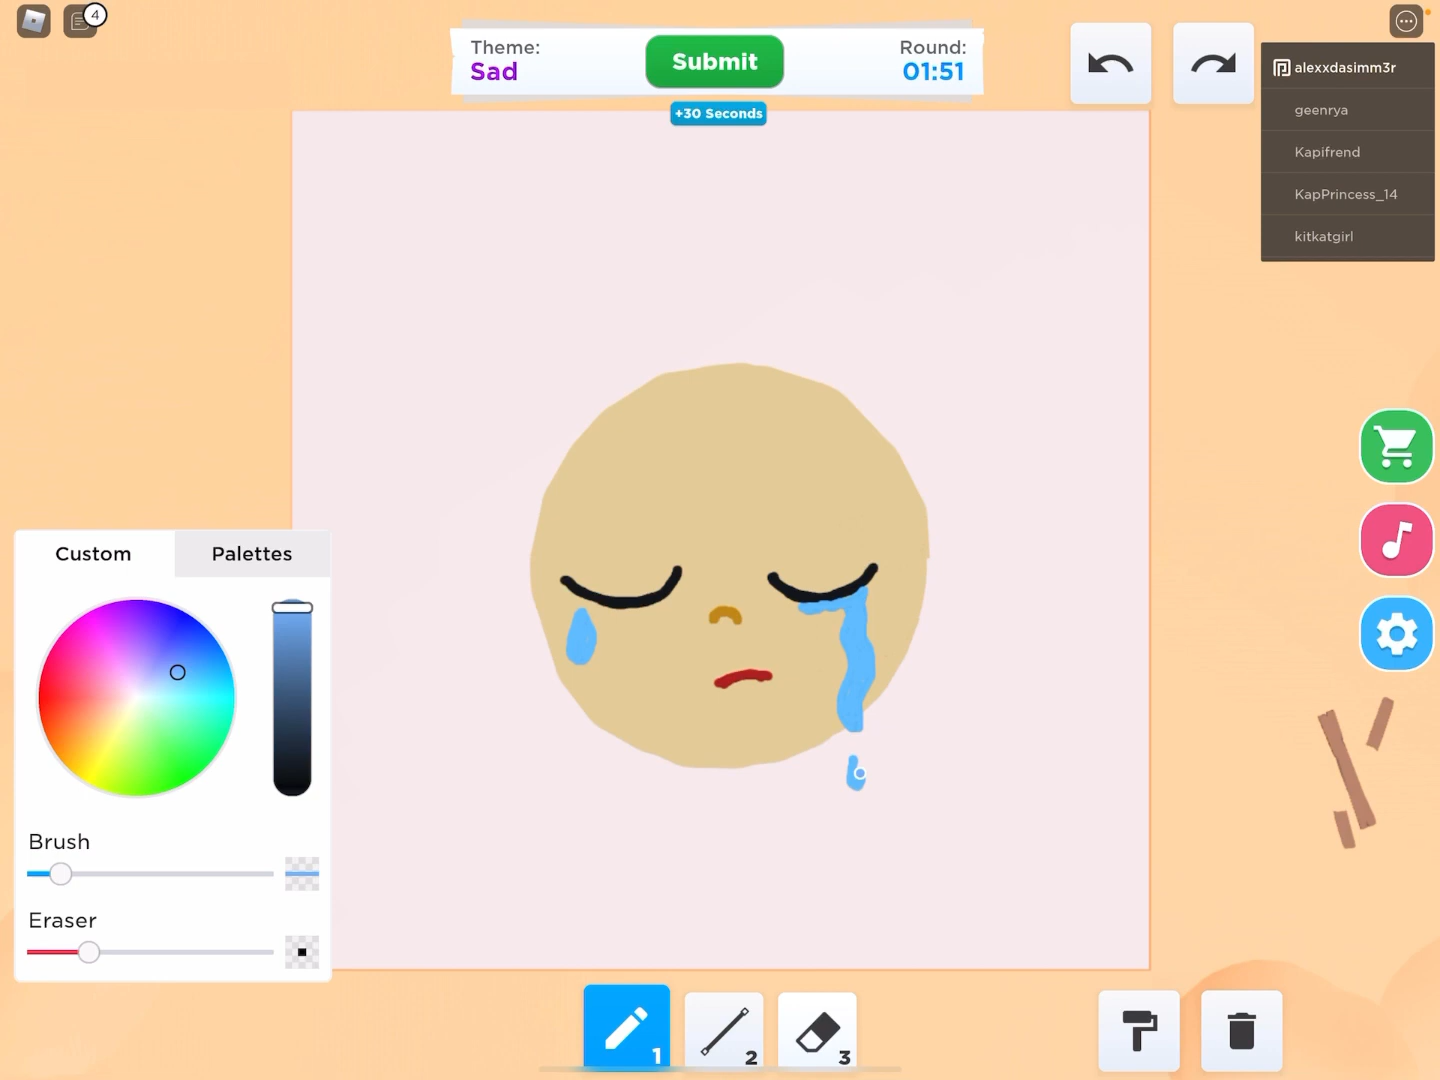 4
Theme:
Sad
Submit
Round:
01:51
+30 Seconds
alexxdasimm3r
geenrya
Kapifrend
KapPrincess_14
kitkatgirl
Custom
Palettes
Brush
Eraser
1
2
3